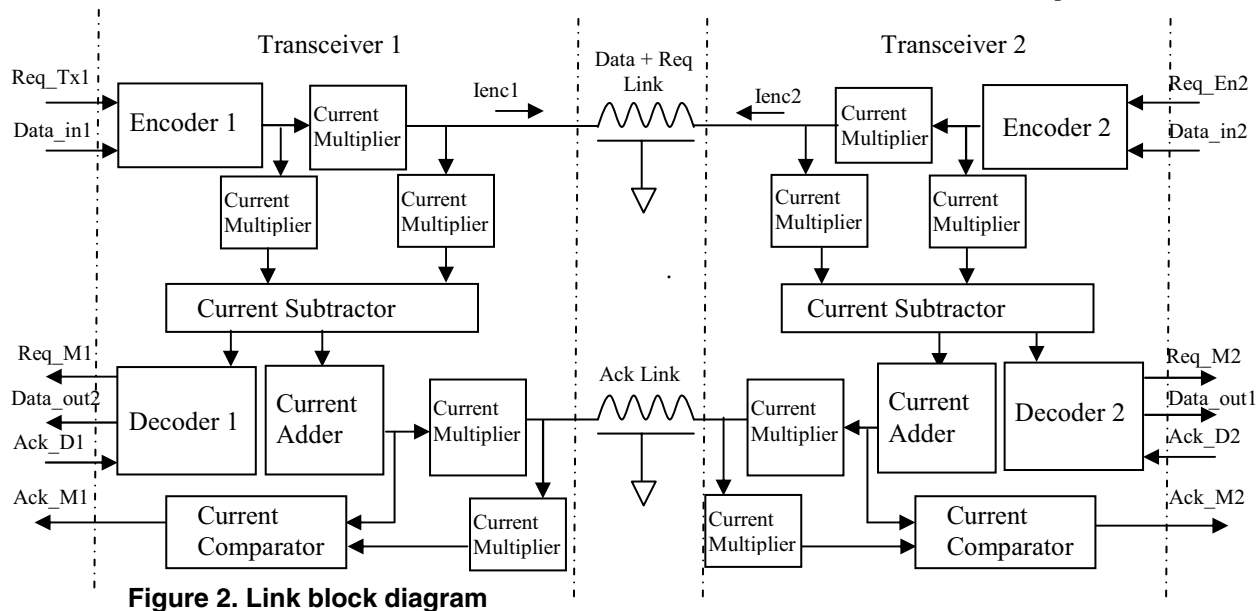 Transceiver 1
Transceiver 2
Data + Req
Link
Req_Tx1
Data_in1
Encoder 1
Current
Multiplier
Ienc1
Ienc2
Current
Multiplier
Encoder 2
Req_En2
Data_in2
Current
Multiplier
Current
Multiplier
Current
Multiplier
Current
Multiplier
Current Subtractor
Current Subtractor
Req_M1
Data_out2
Ack_D1
Ack_M1
Decoder 1
Current
Adder
Current
Multiplier
Ack Link
Current
Multiplier
Current
Adder
Decoder 2
Req_M2
Data_out1
Ack_D2
Ack_M2
Current
Comparator
Current
Multiplier
Current
Multiplier
Current
Comparator
Figure 2. Link block diagram